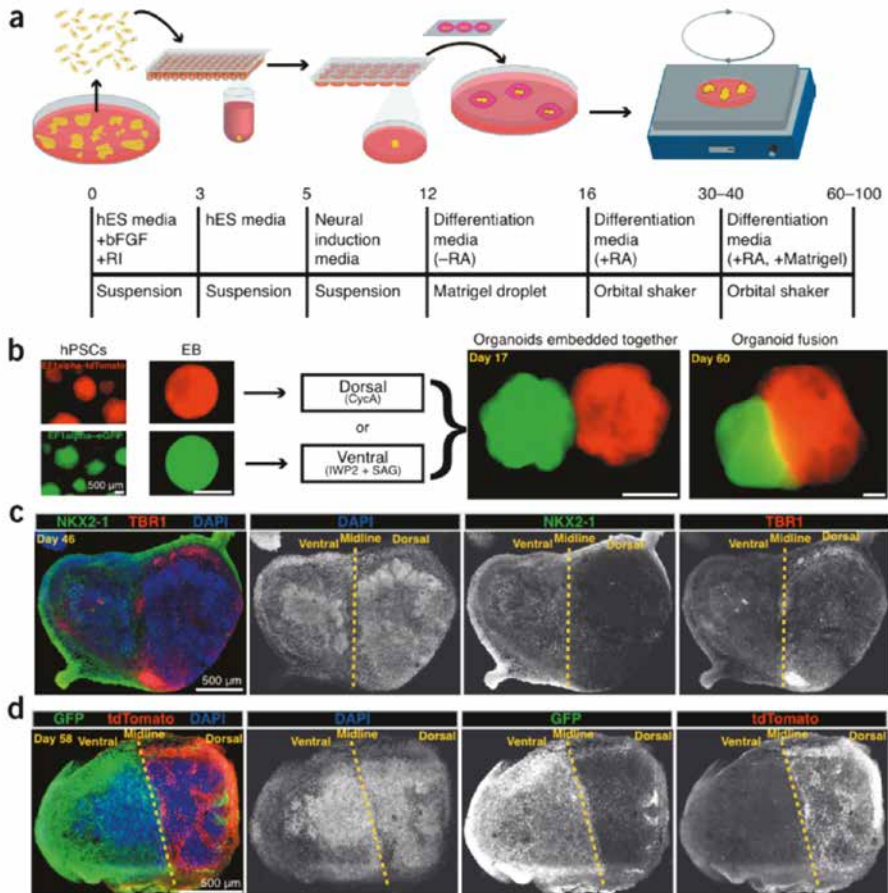 a
0 3 5 12 16 30–40 60–100
hES media
+bFGF
+RI
hES media
Neural
induction
media
Differentiation
media
(–RA)
Differentiation
media
(+RA)
Differentiation
media
(+RA, +Matrigel)
Suspension
Suspension
Suspension
Matrigel droplet
Orbital shaker
Orbital shaker
b
hPSCs
EB
EF1alpha–tdTomato
EF1alpha–eGFP
500 µm
Dorsal
(CycA)
or
Ventral
(IWP2 + SAG)
Organoids embedded together
Day 17
Organoid fusion
Day 60
c
NKX2-1 TBR1 DAPI
Day 46
500 µm
DAPI
Ventral Midline Dorsal
NKX2-1
Ventral Midline Dorsal
TBR1
Ventral Midline Dorsal
d
GFP tdTomato DAPI
Day 58 Ventral Midline Dorsal
500 µm
DAPI
Ventral Midline Dorsal
GFP
Ventral Midline Dorsal
tdTomato
Ventral Midline Dorsal